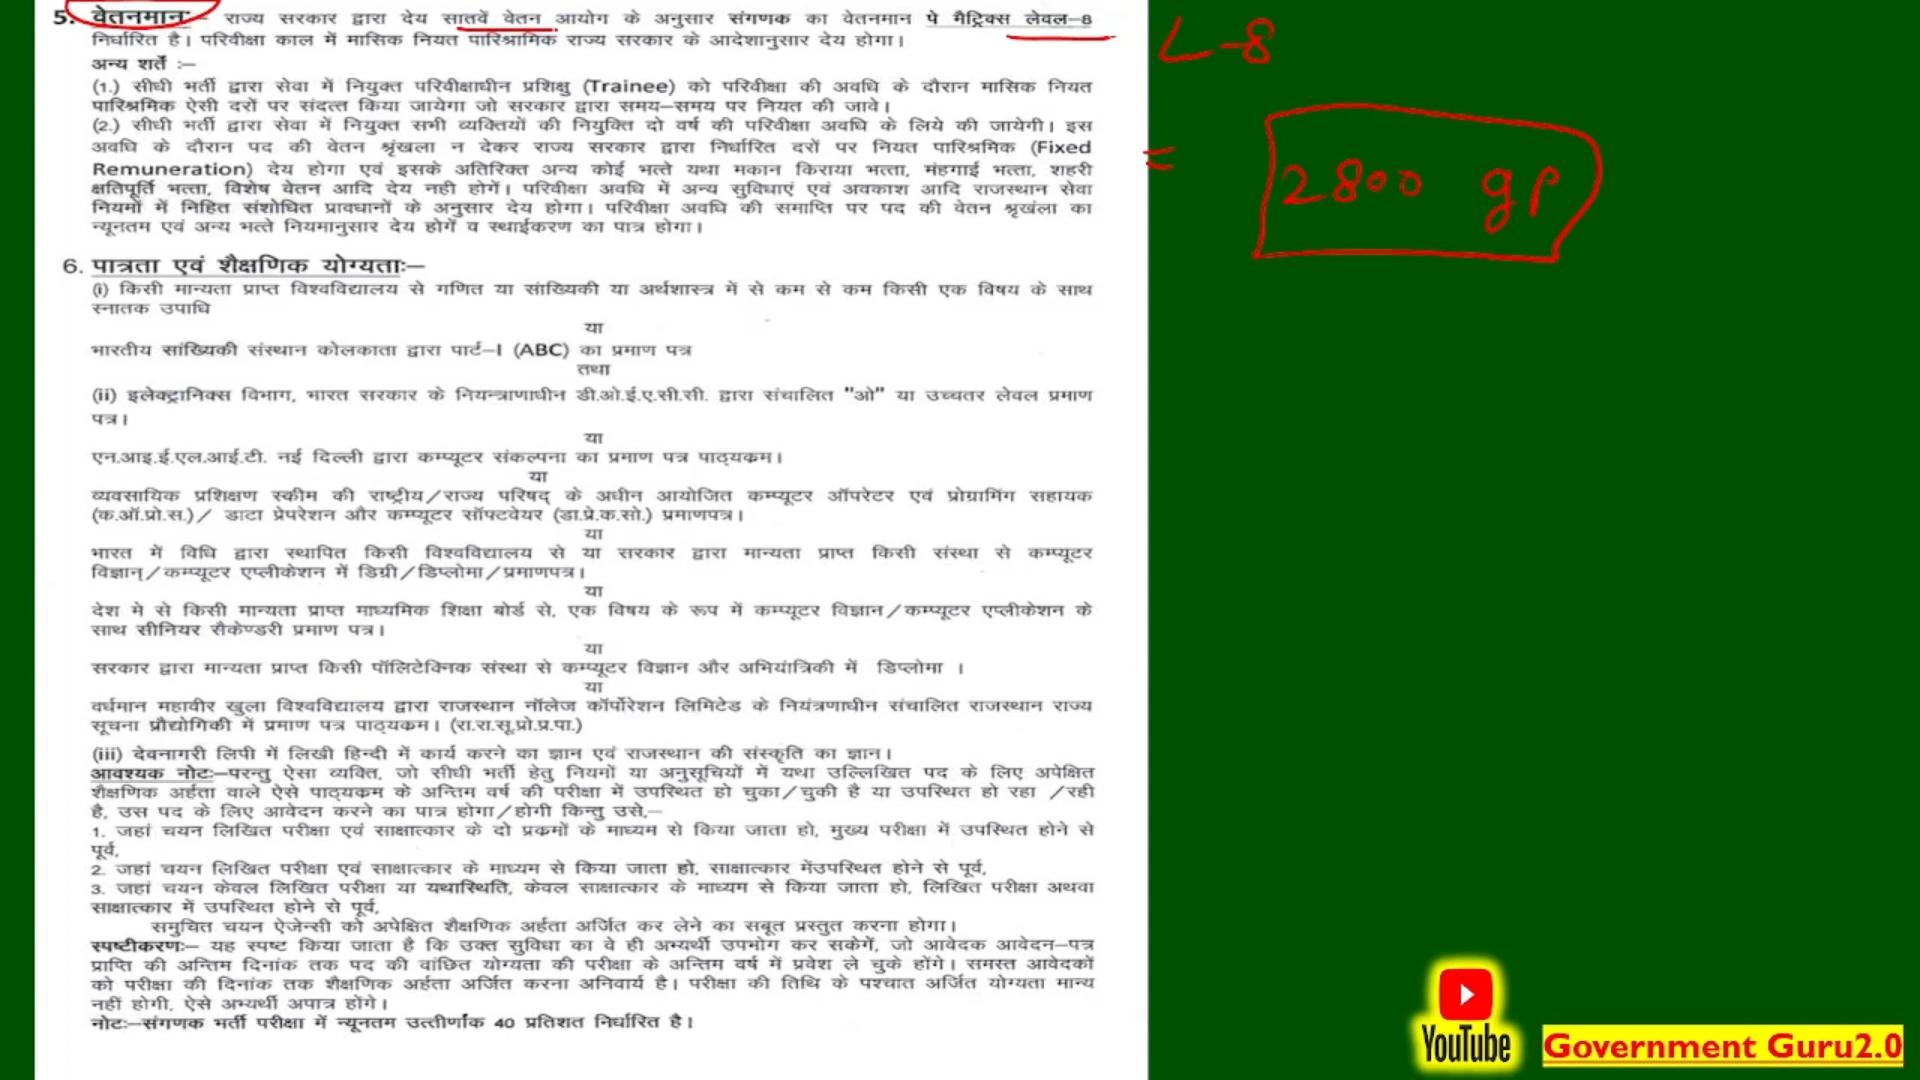 5. वेतनमानः– राज्य सरकार द्वारा देय सातवें वेतन आयोग के अनुसार संगणक का वेतनमान पे मैट्रिक्स लेवल–8
निर्धारित है। परिवीक्षा काल में मासिक नियत पारिश्रामिक राज्य सरकार के आदेशानुसार देय होगा।
L-8
अन्य शर्ते :–
(1.) सीधी भर्ती द्वारा सेवा में नियुक्त परिवीक्षाधीन प्रशिक्षु (Trainee) को परिवीक्षा की अवधि के दौरान मासिक नियत
पारिश्रमिक ऐसी दरों पर संदत्त किया जायेगा जो सरकार द्वारा समय–समय पर नियत की जावे।
(2.) सीधी भर्ती द्वारा सेवा में नियुक्त सभी व्यक्तियों की नियुक्ति दो वर्ष की परिवीक्षा अवधि के लिये की जायेगी। इस
अवधि के दौरान पद की वेतन श्रृंखला न देकर राज्य सरकार द्वारा निर्धारित दरों पर नियत पारिश्रमिक (Fixed
Remuneration) देय होगा एवं इसके अतिरिक्त अन्य कोई भत्ते यथा मकान किराया भत्ता, मंहगाई भत्ता, शहरी
क्षतिपूर्ति भत्ता, विशेष वेतन आदि देय नही होगें। परिवीक्षा अवधि में अन्य सुविधाएं एवं अवकाश आदि राजस्थान सेवा
नियमों में निहित संशोधित प्रावधानों के अनुसार देय होगा। परिवीक्षा अवधि की समाप्ति पर पद की वेतन श्रृखंला का
न्यूनतम एवं अन्य भत्ते नियमानुसार देय होगें व स्थाईकरण का पात्र होगा।
= 2800 gp
6. पात्रता एवं शैक्षणिक योग्यताः–
(i) किसी मान्यता प्राप्त विश्वविद्यालय से गणित या सांख्यिकी या अर्थशास्त्र में से कम से कम किसी एक विषय के साथ
स्नातक उपाधि
या
भारतीय सांख्यिकी संस्थान कोलकाता द्वारा पार्ट–I (ABC) का प्रमाण पत्र
तथा
(ii) इलेक्ट्रानिक्स विभाग, भारत सरकार के नियन्त्राणाधीन डी.ओ.ई.ए.सी.सी. द्वारा संचालित "ओ" या उच्चतर लेवल प्रमाण
पत्र।
या
एन.आइ.ई.एल.आई.टी. नई दिल्ली द्वारा कम्प्यूटर संकल्पना का प्रमाण पत्र पाठ्यक्रम।
या
व्यवसायिक प्रशिक्षण स्कीम की राष्ट्रीय/राज्य परिषद् के अधीन आयोजित कम्प्यूटर ऑपरेटर एवं प्रोग्रामिंग सहायक
(क.ऑ.प्रो.स.)/ डाटा प्रेपरेशन और कम्प्यूटर सॉफ्टवेयर (डा.प्रे.क.सो.) प्रमाणपत्र।
या
भारत में विधि द्वारा स्थापित किसी विश्वविद्यालय से या सरकार द्वारा मान्यता प्राप्त किसी संस्था से कम्प्यूटर
विज्ञान्/कम्प्यूटर एप्लीकेशन में डिग्री/डिप्लोमा/प्रमाणपत्र।
या
देश मे से किसी मान्यता प्राप्त माध्यमिक शिक्षा बोर्ड से, एक विषय के रूप में कम्प्यूटर विज्ञान/कम्प्यूटर एप्लीकेशन के
साथ सीनियर सैकेण्डरी प्रमाण पत्र।
या
सरकार द्वारा मान्यता प्राप्त किसी पॉलिटेक्निक संस्था से कम्प्यूटर विज्ञान और अभियांत्रिकी में डिप्लोमा ।
या
वर्धमान महावीर खुला विश्वविद्यालय द्वारा राजस्थान नॉलेज कॉर्पोरेशन लिमिटेड के नियंत्रणाधीन संचालित राजस्थान राज्य
सूचना प्रौद्योगिकी में प्रमाण पत्र पाठ्यक्रम। (रा.रा.सू.प्रो.प्र.पा.)
(iii) देवनागरी लिपी में लिखी हिन्दी में कार्य करने का ज्ञान एवं राजस्थान की संस्कृति का ज्ञान।
आवश्यक नोटः–परन्तु ऐसा व्यक्ति, जो सीधी भर्ती हेतु नियमों या अनुसूचियों में यथा उल्लिखित पद के लिए अपेक्षित
शैक्षणिक अर्हता वाले ऐसे पाठ्यक्रम के अन्तिम वर्ष की परीक्षा में उपस्थित हो चुका/चुकी है या उपस्थित हो रहा /रही
है, उस पद के लिए आवेदन करने का पात्र होगा/होगी किन्तु उसे,–
1. जहां चयन लिखित परीक्षा एवं साक्षात्कार के दो प्रक्रमों के माध्यम से किया जाता हो, मुख्य परीक्षा में उपस्थित होने से
पूर्व,
2. जहां चयन लिखित परीक्षा एवं साक्षात्कार के माध्यम से किया जाता हो, साक्षात्कार मेंउपस्थित होने से पूर्व,
3. जहां चयन केवल लिखित परीक्षा या यथास्थिति, केवल साक्षात्कार के माध्यम से किया जाता हो, लिखित परीक्षा अथवा
साक्षात्कार में उपस्थित होने से पूर्व,
समुचित चयन ऐजेन्सी को अपेक्षित शैक्षणिक अर्हता अर्जित कर लेने का सबूत प्रस्तुत करना होगा।
स्पष्टीकरणः– यह स्पष्ट किया जाता है कि उक्त सुविधा का वे ही अभ्यर्थी उपभोग कर सकेगें, जो आवेदक आवेदन–पत्र
प्राप्ति की अन्तिम दिनांक तक पद की वांछित योग्यता की परीक्षा के अन्तिम वर्ष में प्रवेश ले चुके होंगे। समस्त आवेदकों
को परीक्षा की दिनांक तक शैक्षणिक अर्हता अर्जित करना अनिवार्य है। परीक्षा की तिथि के पश्चात अर्जित योग्यता मान्य
नहीं होगी, ऐसे अभ्यर्थी अपात्र होंगे।
नोटः–संगणक भर्ती परीक्षा में न्यूनतम उत्तीर्णांक 40 प्रतिशत निर्धारित है।
YouTube
Government Guru2.0